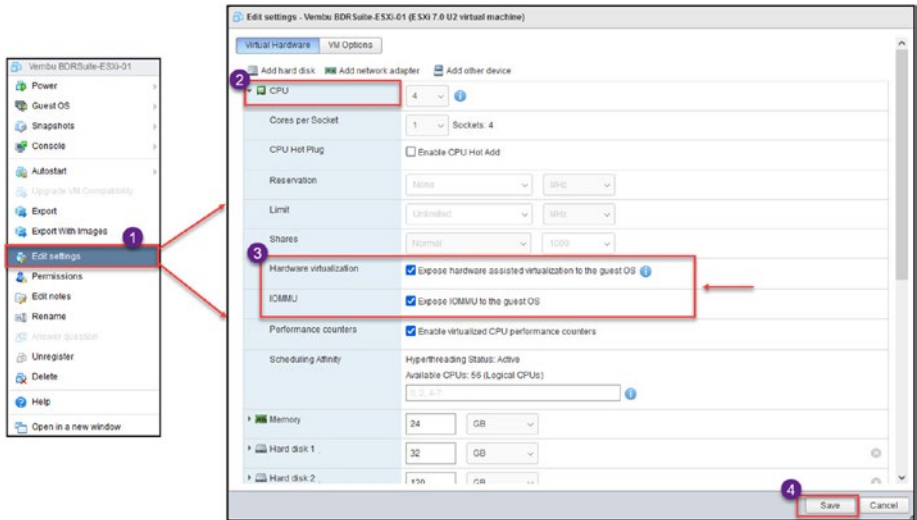 Vembu BDRSuite-ESXi-01
Power
Guest OS
Snapshots
Console
Autostart
Upgrade VM Compatibility
Export
Export With Images
1
Edit settings
Permissions
Edit notes
Rename
Answer question
Unregister
Delete
Help
Open in a new window
Edit settings - Vembu BDRSuite-ESXi-01 (ESXi 7.0 U2 virtual machine)
Virtual Hardware VM Options
Add hard disk Add network adapter Add other device
2
CPU 4
Cores per Socket 1 Sockets: 4
CPU Hot Plug Enable CPU Hot Add
Reservation None MHz
Limit Unlimited MHz
Shares Normal 1000
3
Hardware virtualization Expose hardware assisted virtualization to the guest OS
IOMMU Expose IOMMU to the guest OS
Performance counters Enable virtualized CPU performance counters
Scheduling Affinity Hyperthreading Status: Active
Available CPUs: 56 (Logical CPUs)
0, 2, 4-7
Memory 24 GB
Hard disk 1 32 GB
Hard disk 2 120 GB
4
Save Cancel